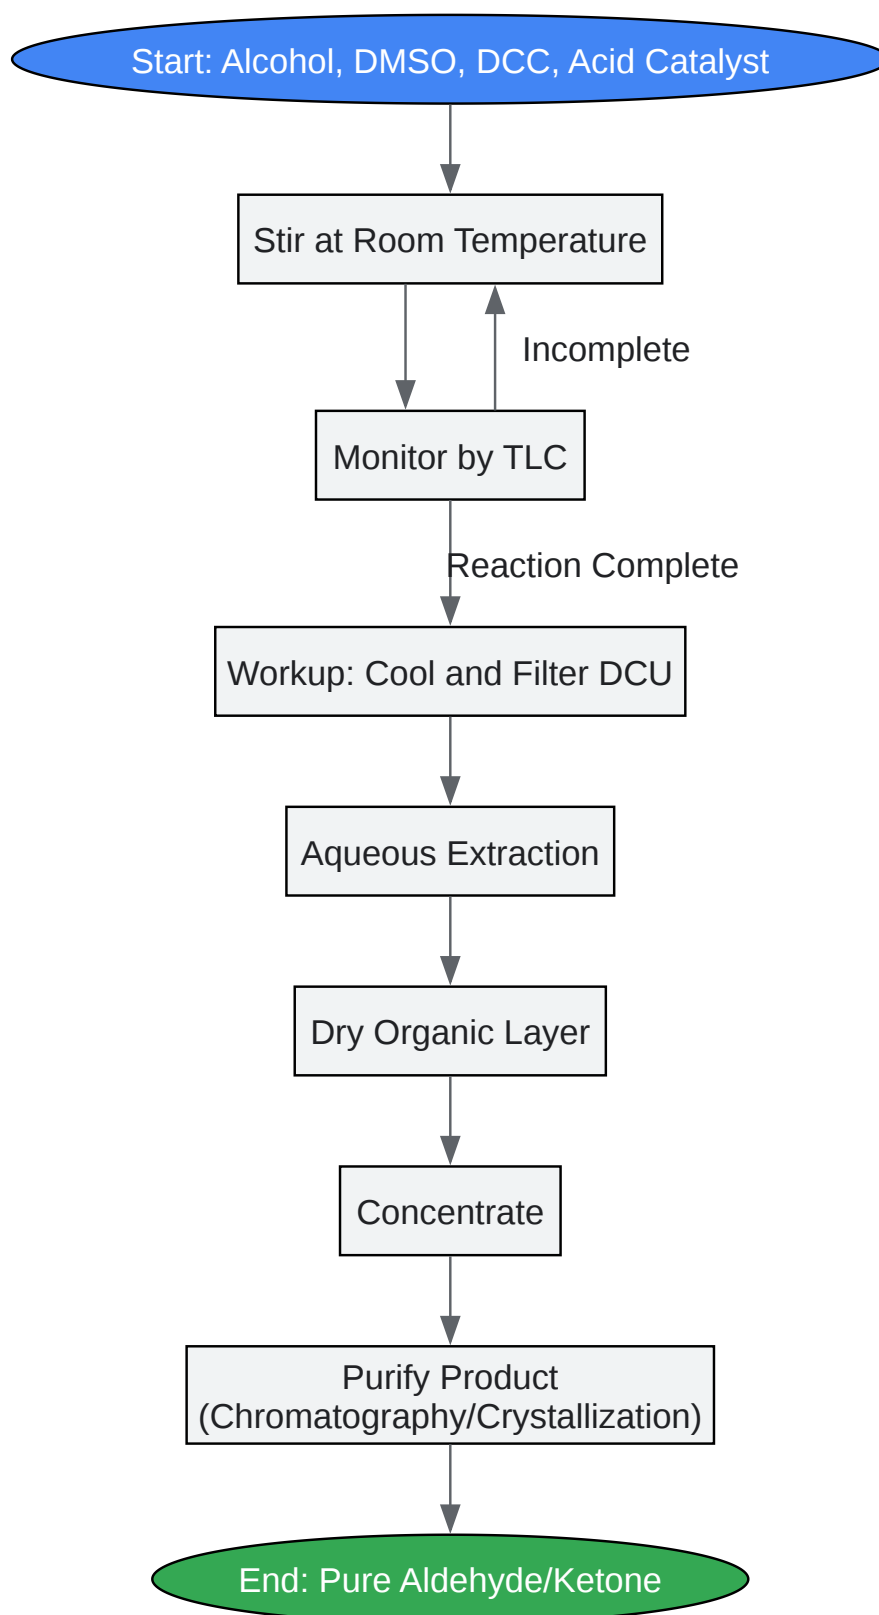 Start: Alcohol, DMSO, DCC, Acid Catalyst
Stir at Room Temperature
Incomplete
Monitor by TLC
Reaction Complete
Workup: Cool and Filter DCU
Aqueous Extraction
Dry Organic Layer
Concentrate
Purify Product
(Chromatography/Crystallization)
End: Pure Aldehyde/Ketone